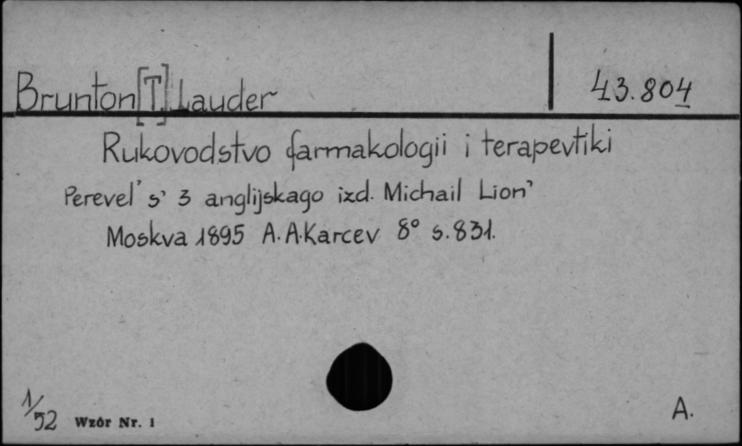 Brunton [T.] Lauder 43.804
Rukovodstvo farmakologii i terapevtiki
Perevel' s' 3 anglijskago izd. Michail Lion'
Moskva 1895 A.A.Karcev 8° s.831.
1/52 Wzór Nr. 1 A.